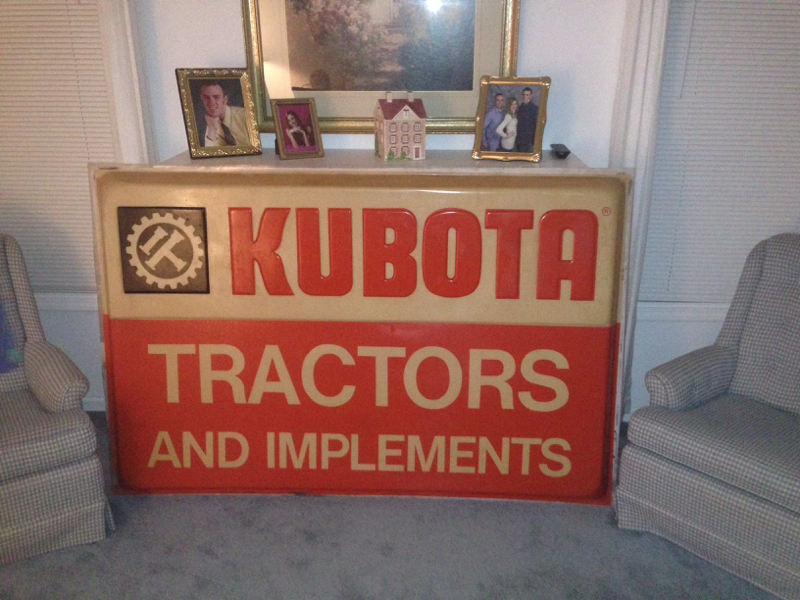 KUBOTA®
TRACTORS
AND IMPLEMENTS